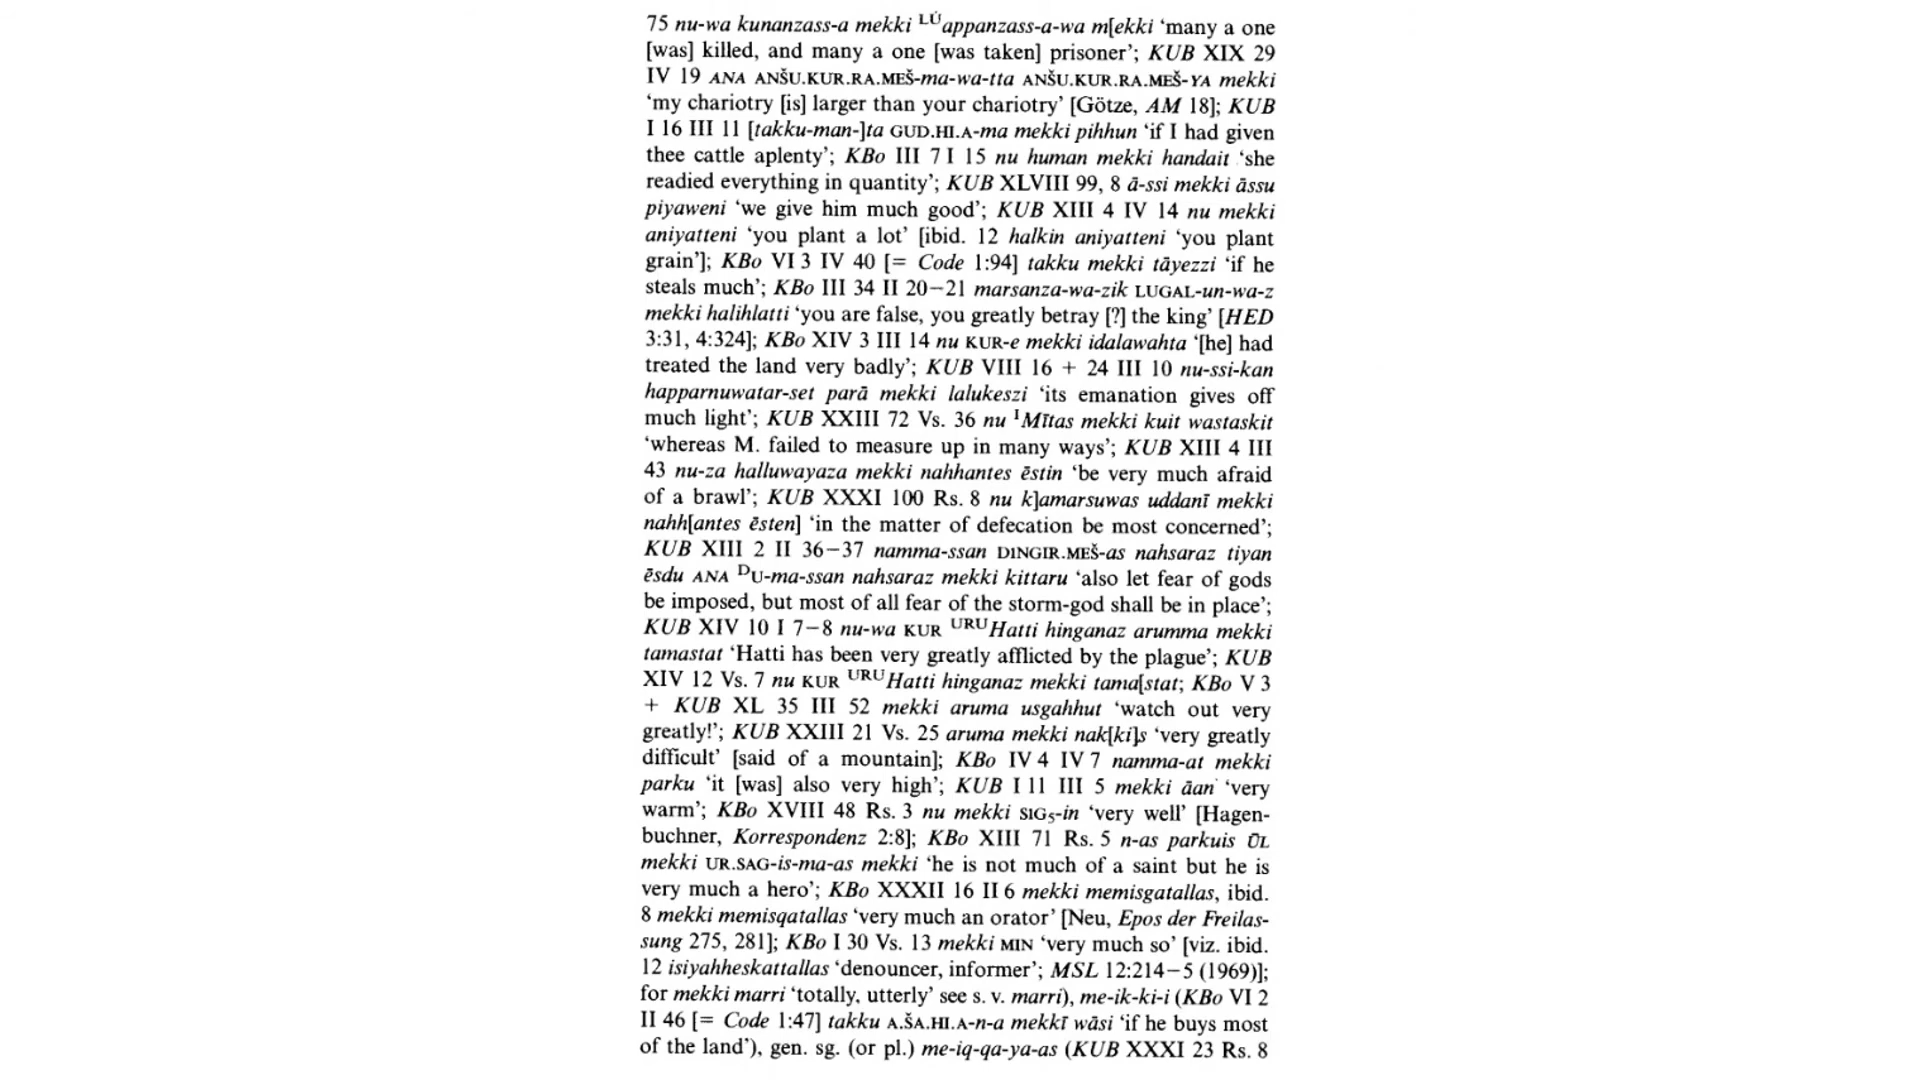 75 nu-wa kunanzass-a mekki LÚappanzass-a-wa m[ekki ‘many a one
[was] killed, and many a one [was taken] prisoner’; KUB XIX 29
IV 19 ANA ANŠU.KUR.RA.MEŠ-ma-wa-tta ANŠU.KUR.RA.MEŠ-YA mekki
‘my chariotry [is] larger than your chariotry’ [Götze, AM 18]; KUB
I 16 III 11 [takku-man-]ta GUD.HI.A-ma mekki pihhun ‘if I had given
thee cattle aplenty’; KBo III 7 I 15 nu human mekki handait ‘she
readied everything in quantity’; KUB XLVIII 99, 8 ā-ssi mekki āssu
piyaweni ‘we give him much good’; KUB XIII 4 IV 14 nu mekki
aniyatteni ‘you plant a lot’ [ibid. 12 halkin aniyatteni ‘you plant
grain’]; KBo VI 3 IV 40 [= Code 1:94] takku mekki tāyezzi ‘if he
steals much’; KBo III 34 II 20–21 marsanza-wa-zik LUGAL-un-wa-z
mekki halihlatti ‘you are false, you greatly betray [?] the king’ [HED
3:31, 4:324]; KBo XIV 3 III 14 nu KUR-e mekki idalawahta ‘[he] had
treated the land very badly’; KUB VIII 16 + 24 III 10 nu-ssi-kan
happarnuwatar-set parā mekki lalukeszi ‘its emanation gives off
much light’; KUB XXIII 72 Vs. 36 nu IMītas mekki kuit wastaskit
‘whereas M. failed to measure up in many ways’; KUB XIII 4 III
43 nu-za halluwayaza mekki nahhantes ēstin ‘be very much afraid
of a brawl’; KUB XXXI 100 Rs. 8 nu k]amarsuwas uddanī mekki
nahh[antes ēsten] ‘in the matter of defecation be most concerned’;
KUB XIII 2 II 36–37 namma-ssan DINGIR.MEŠ-as nahsaraz tiyan
ēsdu ANA DU-ma-ssan nahsaraz mekki kittaru ‘also let fear of gods
be imposed, but most of all fear of the storm-god shall be in place’;
KUB XIV 10 I 7–8 nu-wa KUR URUHatti hinganaz arumma mekki
tamastat ‘Hatti has been very greatly afflicted by the plague’; KUB
XIV 12 Vs. 7 nu KUR URUHatti hinganaz mekki tama[stat; KBo V 3
+ KUB XL 35 III 52 mekki aruma usgahhut ‘watch out very
greatly!’; KUB XXIII 21 Vs. 25 aruma mekki nak[ki]s ‘very greatly
difficult’ [said of a mountain]; KBo IV 4 IV 7 namma-at mekki
parku ‘it [was] also very high’; KUB I 11 III 5 mekki āan ‘very
warm’; KBo XVIII 48 Rs. 3 nu mekki SIG5-in ‘very well’ [Hagen-
buchner, Korrespondenz 2:8]; KBo XIII 71 Rs. 5 n-as parkuis ŪL
mekki UR.SAG-is-ma-as mekki ‘he is not much of a saint but he is
very much a hero’; KBo XXXII 16 II 6 mekki memisgatallas, ibid.
8 mekki memisqatallas ‘very much an orator’ [Neu, Epos der Freilas-
sung 275, 281]; KBo I 30 Vs. 13 mekki MIN ‘very much so’ [viz. ibid.
12 isiyahheskattallas ‘denouncer, informer’; MSL 12:214–5 (1969)];
for mekki marri ‘totally, utterly’ see s. v. marri), me-ik-ki-i (KBo VI 2
II 46 [= Code 1:47] takku A.ŠA.HI.A-n-a mekkī wāsi ‘if he buys most
of the land’), gen. sg. (or pl.) me-iq-qa-ya-as (KUB XXXI 23 Rs. 8